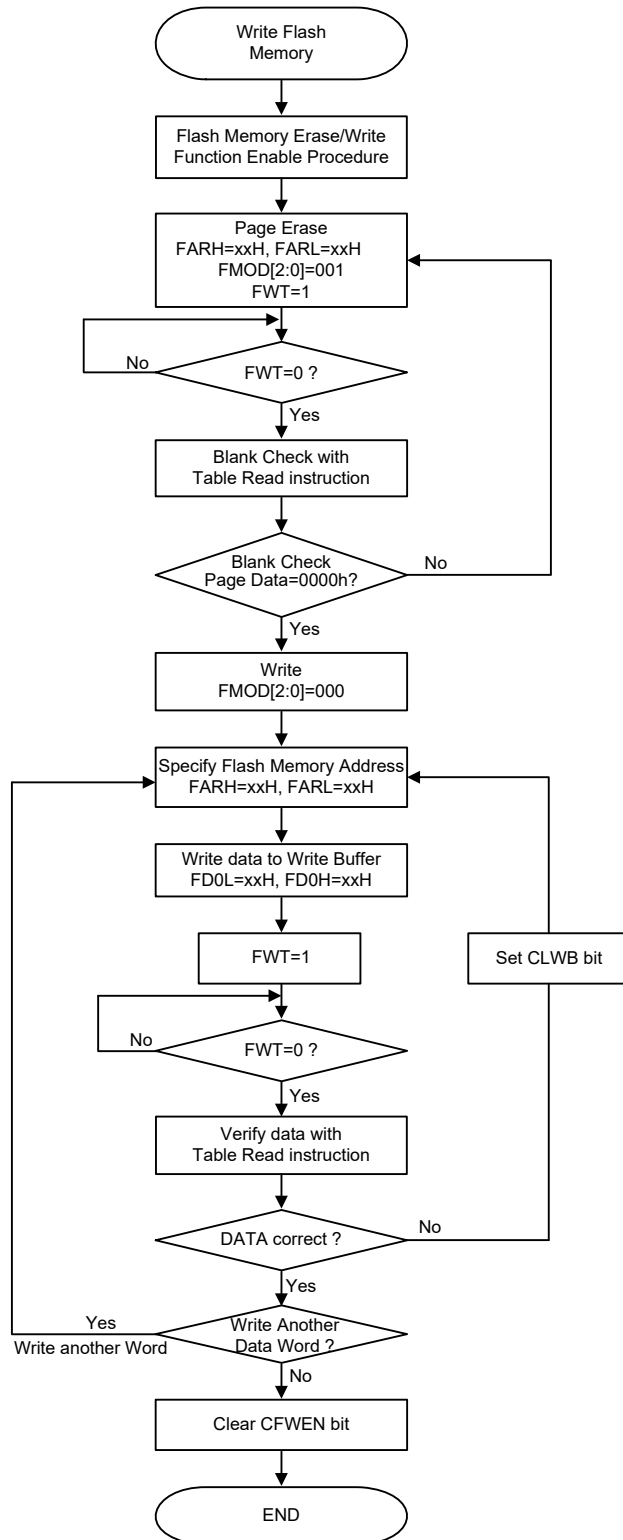 Write Flash
Memory
Flash Memory Erase/Write
Function Enable Procedure
Page Erase
FARH=xxH, FARL=xxH
FMOD[2:0]=001
FWT=1
No
FWT=0 ?
Yes
Blank Check with
Table Read instruction
Blank Check
Page Data=0000h?
No
Yes
Write
FMOD[2:0]=000
Specify Flash Memory Address
FARH=xxH, FARL=xxH
Write data to Write Buffer
FD0L=xxH, FD0H=xxH
FWT=1
Set CLWB bit
No
FWT=0 ?
Yes
Verify data with
Table Read instruction
DATA correct ?
No
Yes
Yes
Write another Word
Write Another
Data Word ?
No
Clear CFWEN bit
END